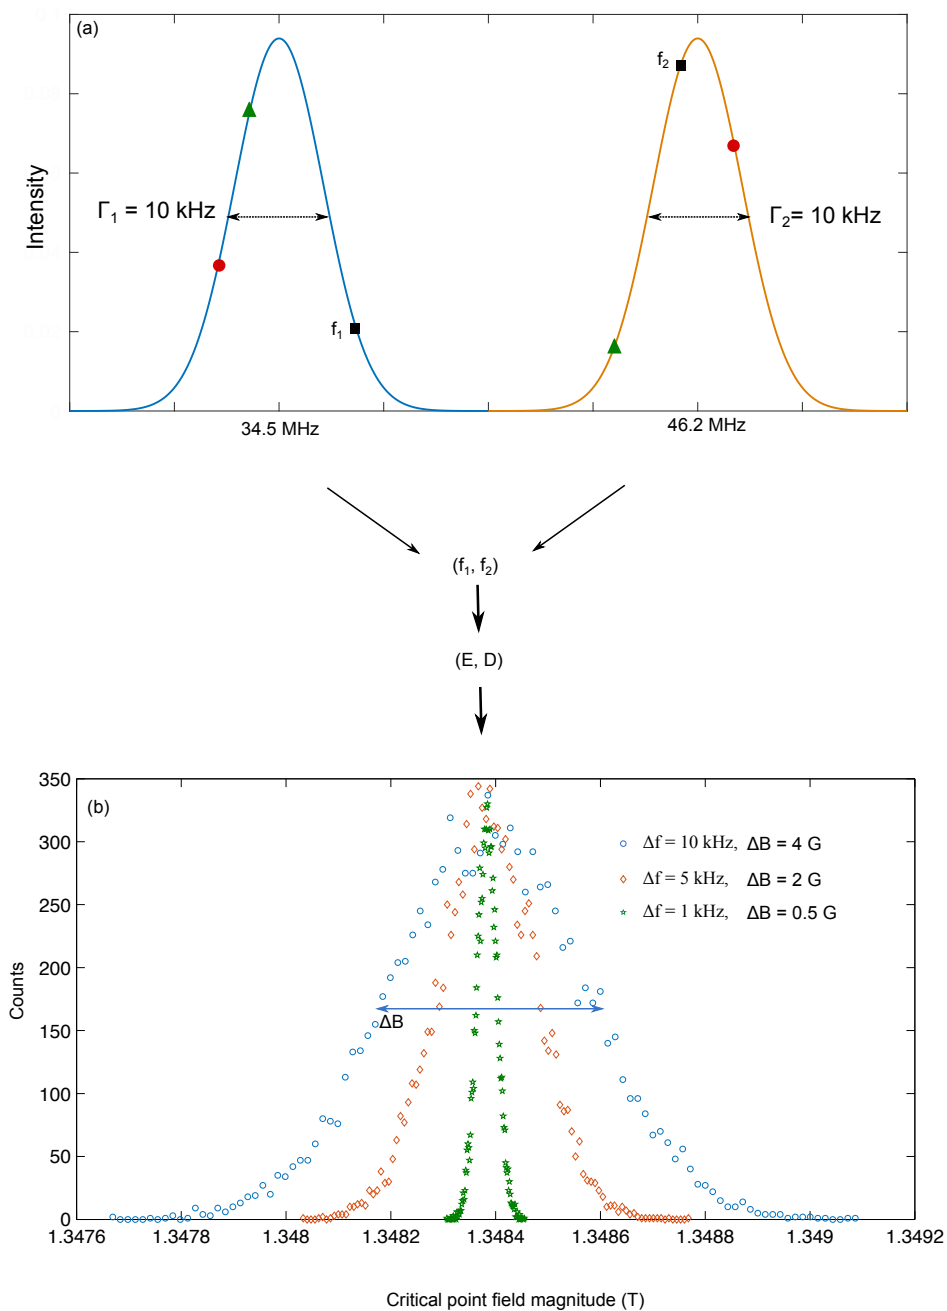 (a)
f₂
Intensity
Γ₁ = 10 kHz
Γ₂= 10 kHz
f₁
34.5 MHz
46.2 MHz
(f₁, f₂)
(E, D)
(b)
350
300
250
200
150
100
50
0
Counts
Δf = 10 kHz, ΔB = 4 G
Δf = 5 kHz, ΔB = 2 G
Δf = 1 kHz, ΔB = 0.5 G
ΔB
1.3476 1.3478 1.348 1.3482 1.3484 1.3486 1.3488 1.349 1.3492
Critical point field magnitude (T)